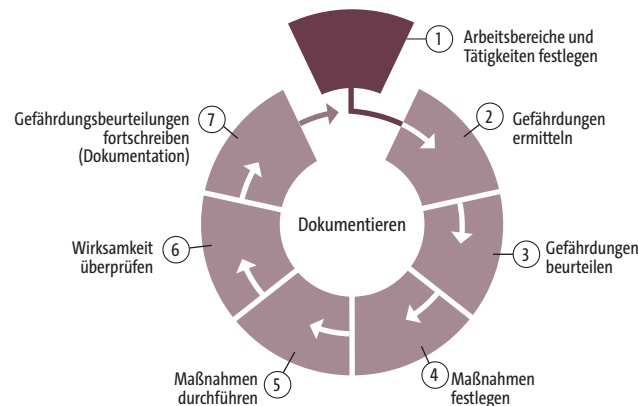 1
Arbeitsbereiche und
Tätigkeiten festlegen
2
Gefährdungen
ermitteln
3
Gefährdungen
beurteilen
4
Maßnahmen
festlegen
5
Maßnahmen
durchführen
6
Wirksamkeit
überprüfen
7
Gefährdungsbeurteilungen
fortschreiben
(Dokumentation)
Dokumentieren